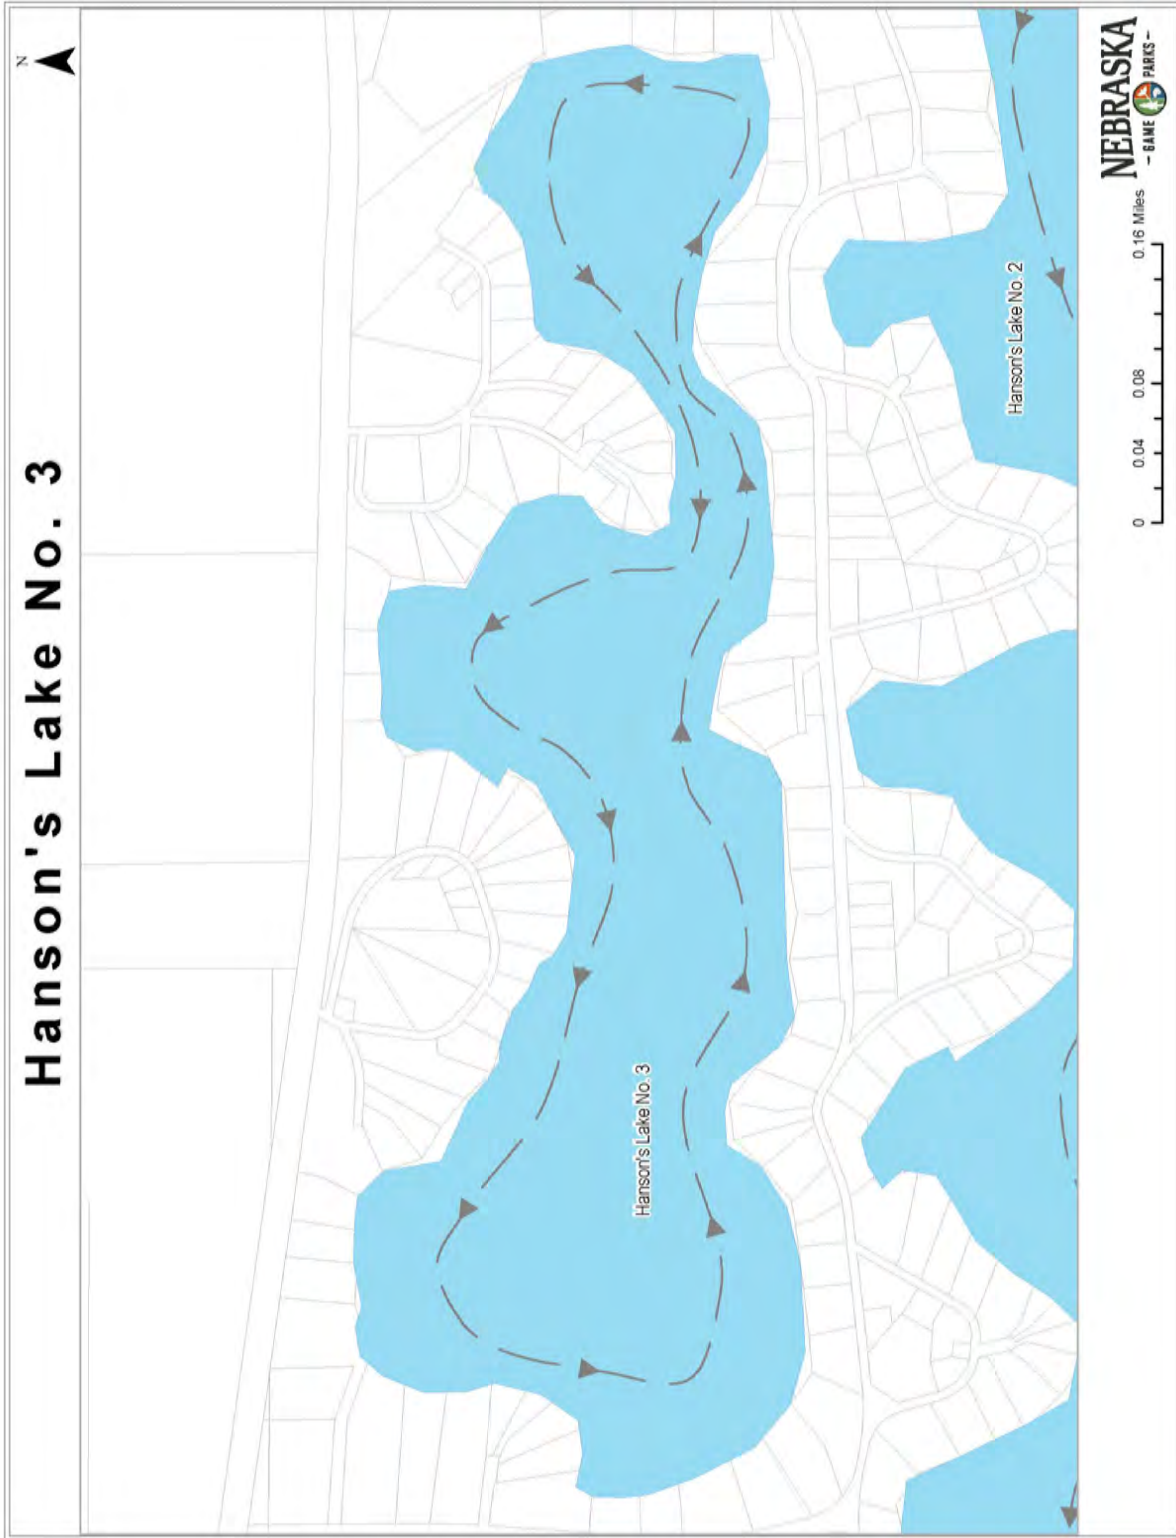 Hanson's Lake No. 3
N
Hanson's Lake No. 3
Hanson's Lake No. 2
0 0.04 0.08 0.16 Miles
NEBRASKA
- GAME PARKS -